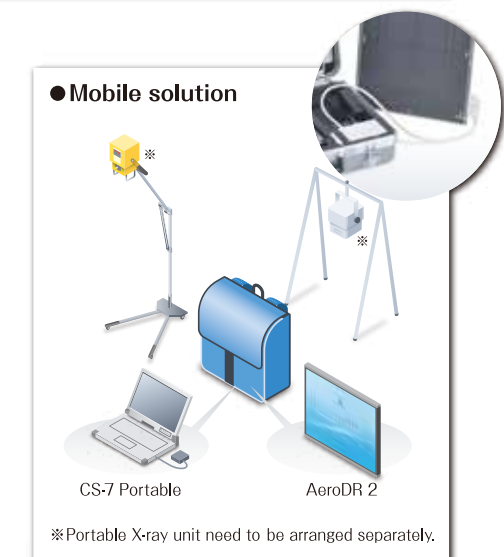 ●Mobile solution
※
※
CS-7 Portable
AeroDR 2
※Portable X-ray unit need to be arranged separately.